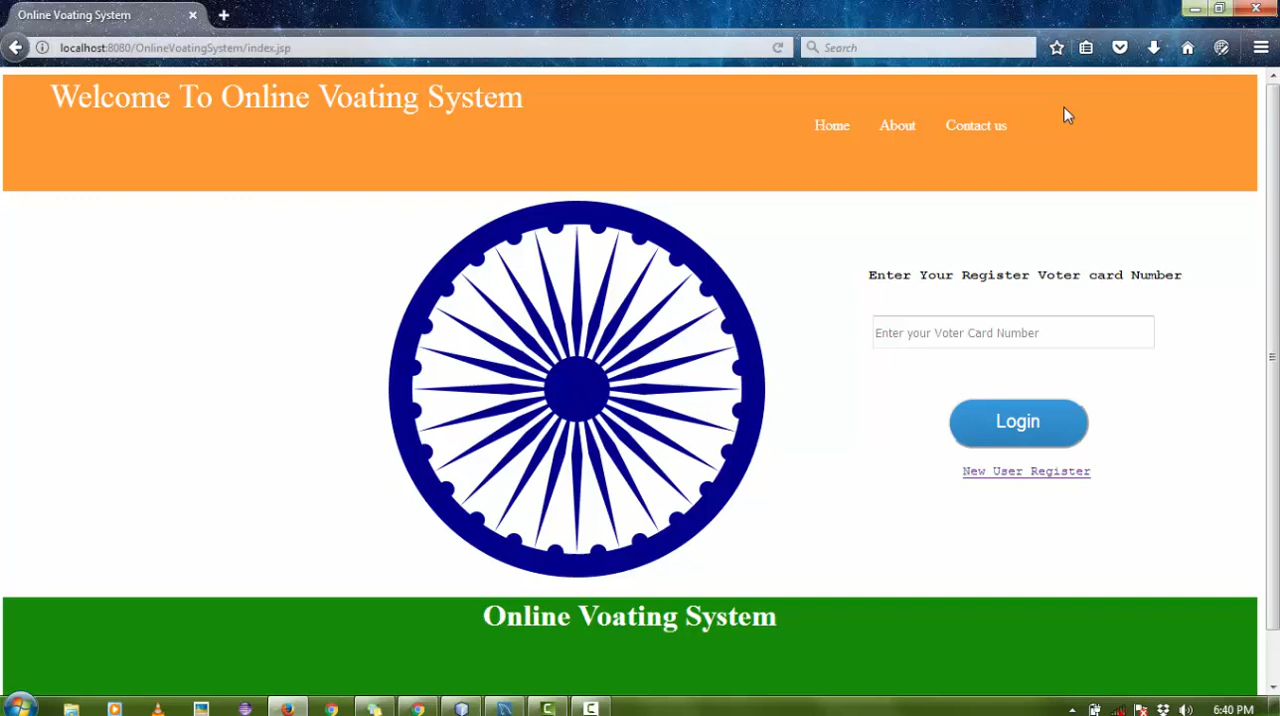 Online Voating System
localhost:8080/OnlineVoatingSystem/index.jsp
Search
Welcome To Online Voating System
Home About Contact us
Enter Your Register Voter card Number
Enter your Voter Card Number
Login
New User Register
Online Voating System
6:40 PM